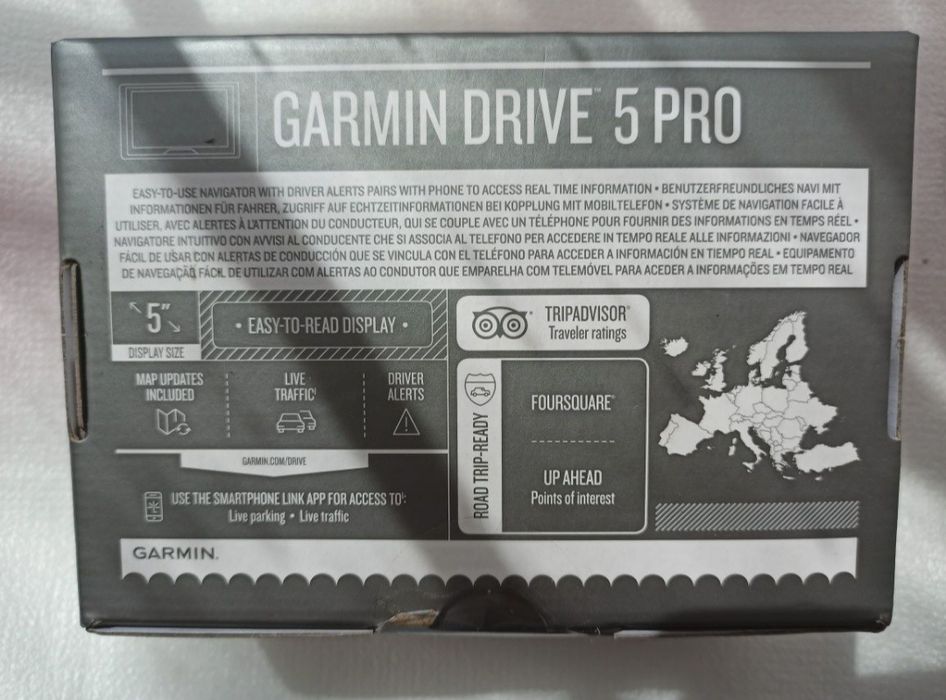 GARMIN DRIVE™ 5 PRO
EASY-TO-USE NAVIGATOR WITH DRIVER ALERTS PAIRS WITH PHONE TO ACCESS REAL TIME INFORMATION • BENUTZERFREUNDLICHES NAVI MIT
INFORMATIONEN FÜR FAHRER, ZUGRIFF AUF ECHTZEITINFORMATIONEN BEI KOPPLUNG MIT MOBILTELEFON • SYSTÈME DE NAVIGATION FACILE À
UTILISER, AVEC ALERTES À L'ATTENTION DU CONDUCTEUR, QUI SE COUPLE AVEC UN TÉLÉPHONE POUR FOURNIR DES INFORMATIONS EN TEMPS RÉEL •
NAVIGATORE INTUITIVO CON AVVISI AL CONDUCENTE CHE SI ASSOCIA AL TELEFONO PER ACCEDERE IN TEMPO REALE ALLE INFORMAZIONI • NAVEGADOR
FÁCIL DE USAR CON ALERTAS DE CONDUCCIÓN QUE SE VINCULA CON EL TELÉFONO PARA ACCEDER A INFORMACIÓN EN TIEMPO REAL • EQUIPAMENTO
DE NAVEGAÇÃO FÁCIL DE UTILIZAR COM ALERTAS AO CONDUTOR QUE EMPARELHA COM TELEMÓVEL PARA ACEDER A INFORMAÇÕES EM TEMPO REAL
5"
DISPLAY SIZE
• EASY-TO-READ DISPLAY •
MAP UPDATES
INCLUDED
LIVE
TRAFFIC¹
DRIVER
ALERTS
GARMIN.COM/DRIVE
USE THE SMARTPHONE LINK APP FOR ACCESS TO¹:
Live parking • Live traffic
TRIPADVISOR®
Traveler ratings
ROAD TRIP-READY
FOURSQUARE®
UP AHEAD
Points of interest
GARMIN.